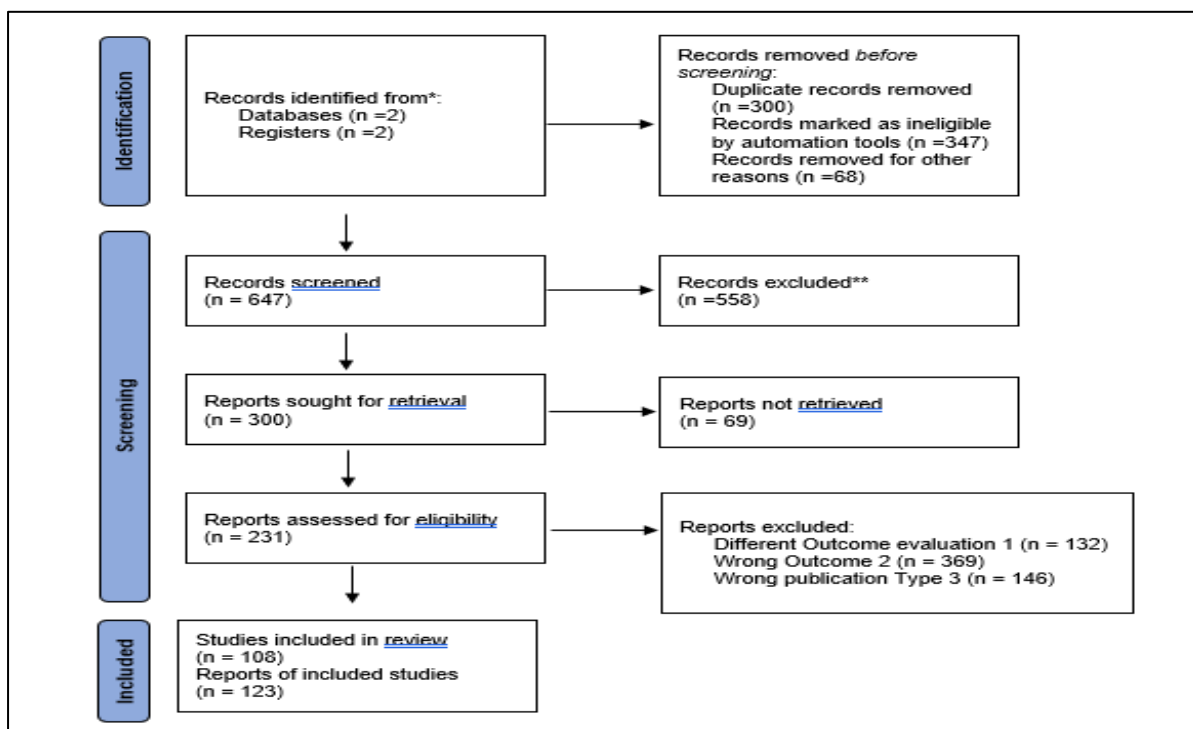 Identification
Records identified from*:
Databases (n =2)
Registers (n =2)
Records removed before
screening:
Duplicate records removed
(n =300)
Records marked as ineligible
by automation tools (n =347)
Records removed for other
reasons (n =68)
Screening
Records screened
(n = 647)
Records excluded**
(n =558)
Reports sought for retrieval
(n = 300)
Reports not retrieved
(n = 69)
Reports assessed for eligibility
(n = 231)
Reports excluded:
Different Outcome evaluation 1 (n = 132)
Wrong Outcome 2 (n = 369)
Wrong publication Type 3 (n = 146)
Included
Studies included in review
(n = 108)
Reports of included studies
(n = 123)